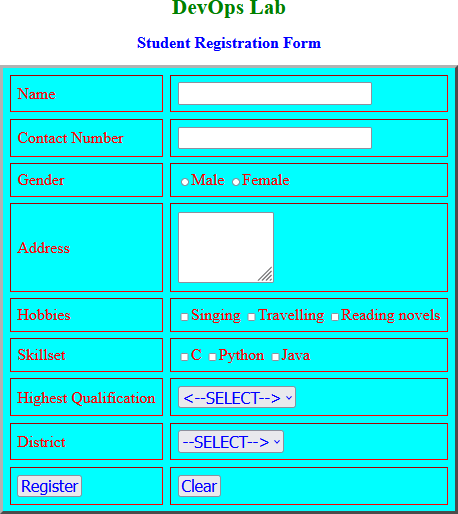 DevOps Lab
Student Registration Form
Name
Contact Number
Gender Male Female
Address
Hobbies Singing Travelling Reading novels
Skillset C Python Java
Highest Qualification <--SELECT-->
District --SELECT-->
Register Clear